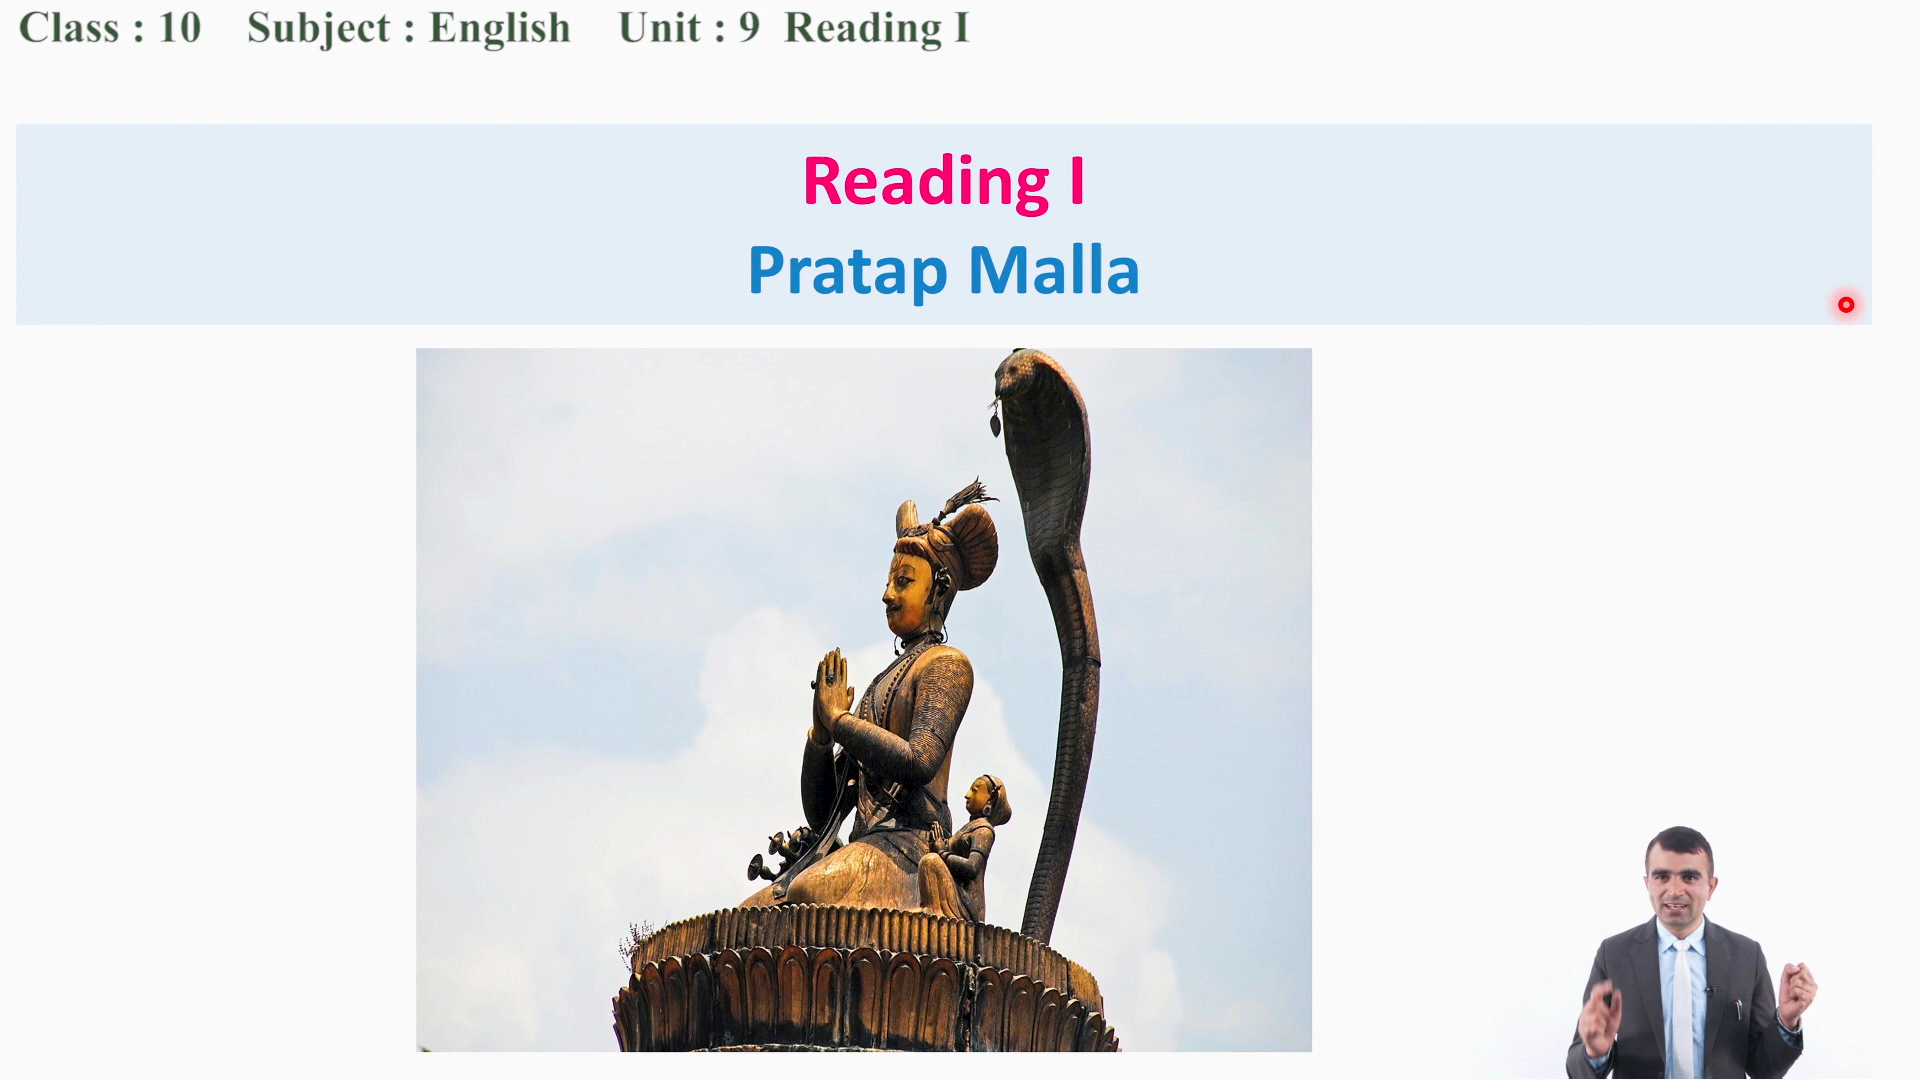 Class : 10 Subject : English Unit : 9 Reading I
Reading I
Pratap Malla